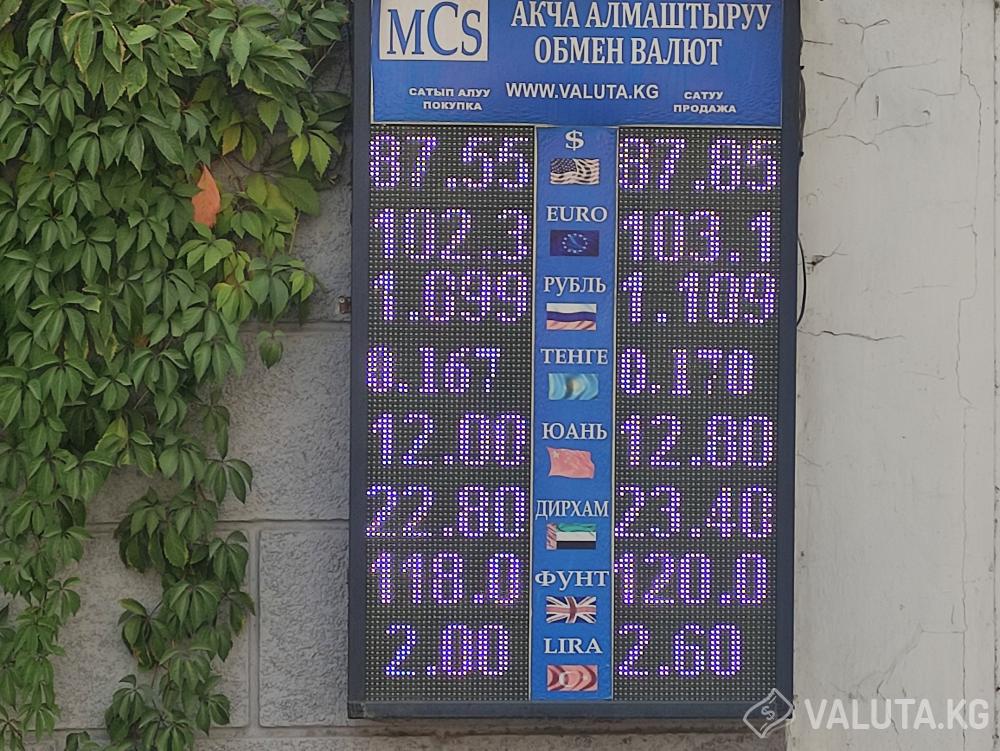 MCS
АКЧА АЛМАШТЫРУУ
ОБМЕН ВАЛЮТ
САТЫП АЛУУ
ПОКУПКА
WWW.VALUTA.KG
САТУУ
ПРОДАЖА
87.55 $ 87.85
102.3 EURO 103.1
1.099 РУБЛЬ 1.109
0.167 ТЕНГЕ 0.170
12.00 ЮАНЬ 12.80
22.80 ДИРХАМ 23.40
118.0 ФУНТ 120.0
2.00 LIRA 2.60
VALUTA.KG